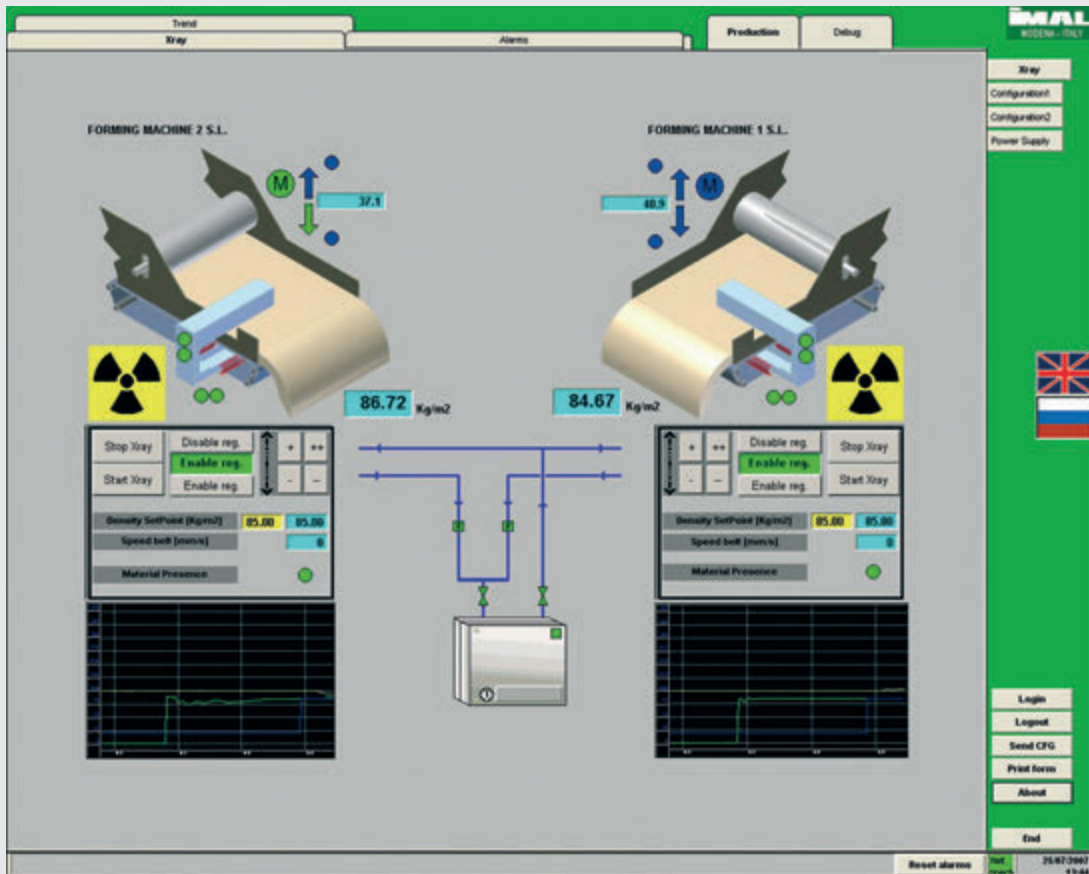 Trend
Xray
Alarms
Production
Debug
IMAL
MODENA - ITALY
Xray
Configuration1
Configuration2
Power Supply
FORMING MACHINE 2 S.L.
FORMING MACHINE 1 S.L.
M
37.1
40.9
M
86.72 Kg/m2
84.67 Kg/m2
Stop Xray
Disable reg.
+ ++
Enable reg.
Start Xray
Enable reg.
- --
Density SetPoint [Kg/m2] 85.00 85.00
Speed belt [mm/s] 0
Material Presence
+ ++
Disable reg.
Stop Xray
Enable reg.
- --
Enable reg.
Start Xray
Density SetPoint [Kg/m2] 85.00 85.00
Speed belt [mm/s] 0
Material Presence
Login
Logout
Send CFG
Print form
About
End
Reset alarms